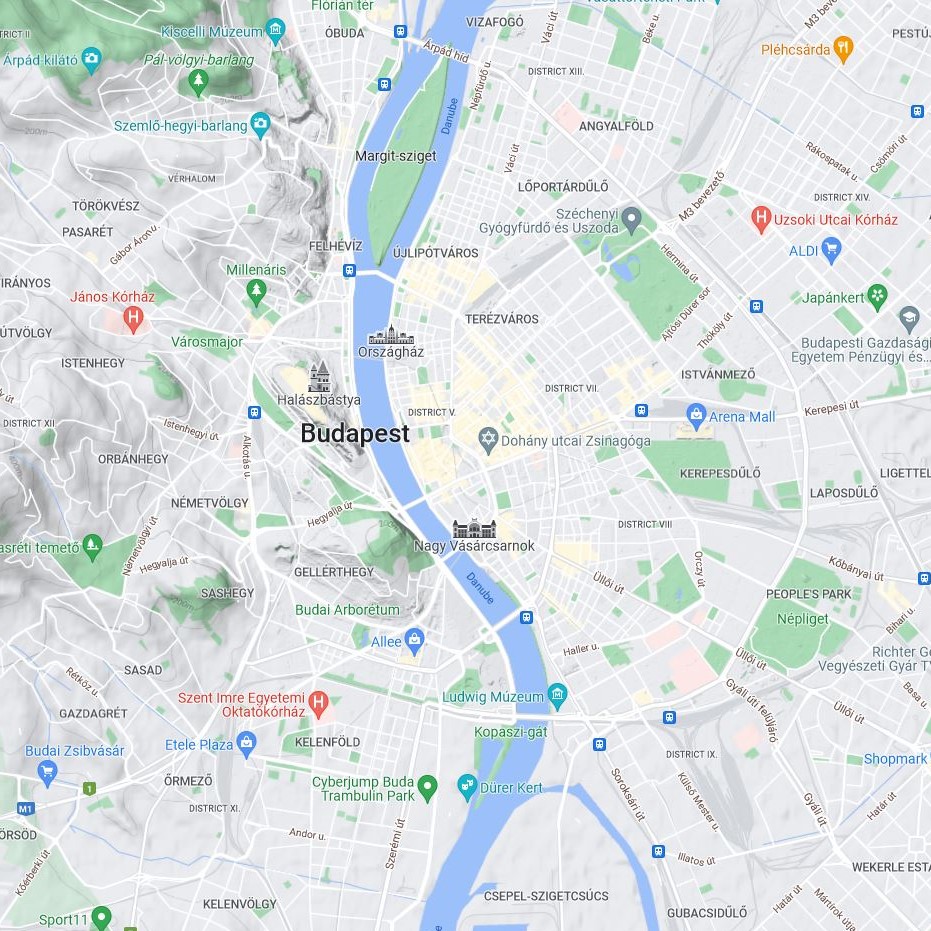 Flórián tér
VIZAFOGÓ
M3 bevezető
Kiscelli Múzeum
ÓBUDA
Árpád híd
Váci út
Béke u.
PESTÚJ
Pléhcsárda
Árpád kilátó
Pál-völgyi-barlang
DISTRICT XIII.
Népfürdő u.
Danube
Szemlő-hegyi-barlang
ANGYALFÖLD
200m
Margit-sziget
Váci út
Rákospatak u.
Csömöri út
VÉRHALOM
LŐPORTÁRDŰLŐ
M3 bevezető
DISTRICT XIV.
TÖRÖKVÉSZ
Széchenyi
Gyógyfürdő és Uszoda
Uzsoki Utcai Kórház
PASARÉT
Gábor Áron u.
FELHÉVÍZ
ÚJLIPÓTVÁROS
Hermina út
ALDI
Millenáris
János Kórház
Ajtósi Dürer sor
Japánkert
Thököly út
ÚTVÖLGY
TERÉZVÁROS
Városmajor
Országház
Budapesti Gazdasági
Egyetem Pénzügyi és...
ISTENHEGY
DISTRICT VII.
ISTVÁNMEZŐ
Halászbástya
DISTRICT XII
DISTRICT V.
Arena Mall
Kerepesi út
Istenhegyi út
Budapest
Dohány utcai Zsinagóga
ORBÁNHEGY
Alkotás u.
KEREPESDŰLŐ
LIGETTEL
LAPOSDŰLŐ
NÉMETVÖLGY
Hegyalja út
DISTRICT VIII
Németvölgyi út
Nagy Vásárcsarnok
asréti temető
Hegyalja út
GELLÉRTHEGY
Danube
Üllői út
Orczy út
Kőbányai út
SASHEGY
PEOPLE'S PARK
Népliget
Budai Arborétum
Bihari u.
Allee
Haller u.
Üllői út
Richter Ge
Vegyészeti Gyár T
SASAD
Rétköz u.
Szent Imre Egyetemi
Oktatókórház
Ludwig Múzeum
Gyáli úti felüljáró
Basa u.
GAZDAGRÉT
Kopaszi-gát
Üllői út
Budai Zsibvásár
Etele Plaza
KELENFÖLD
DISTRICT IX.
Shopmark
ŐRMEZŐ
Cyberjump Buda
Trambulin Park
Dürer Kert
1
M1
DISTRICT XI.
Soroksári út
Külső Mester u.
Gyáli út
Határ út
ÖRSÖD
Andor u.
Szerémi út
Illatos út
WEKERLE ESTA
Kőérberki út
CSEPEL-SZIGETCSÚCS
Határ út
Mártírok útja
KELENVÖLGY
GUBACSIDŰLŐ
Sport11